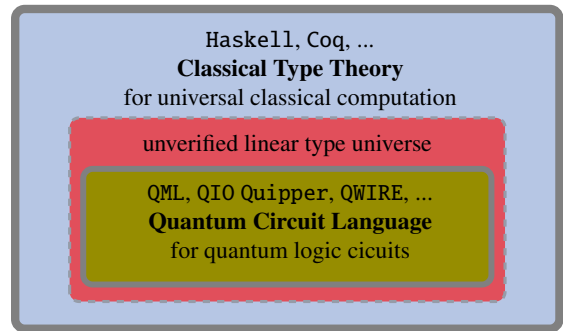 Haskell, Coq, ...
Classical Type Theory
for universal classical computation
unverified linear type universe
QML, QIO Quipper, QWIRE, ...
Quantum Circuit Language
for quantum logic cicuits